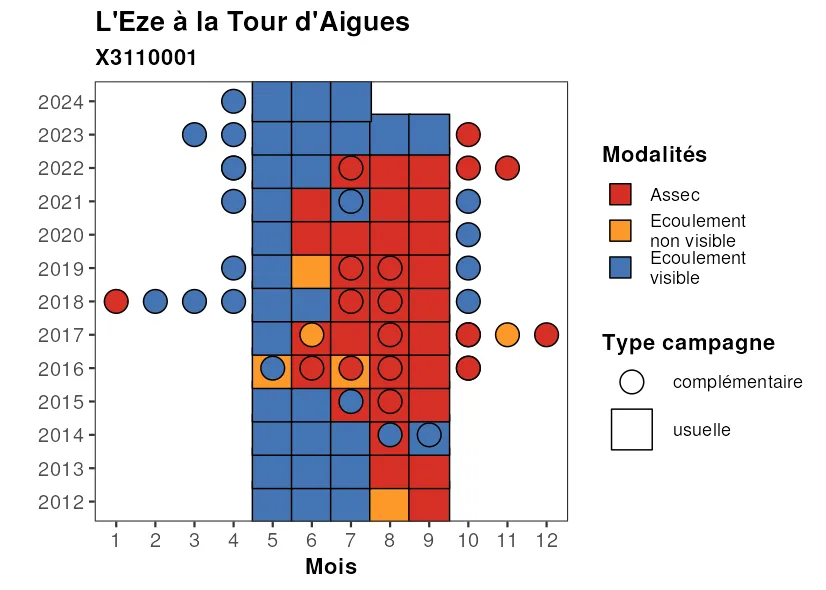 L'Eze à la Tour d'Aigues
X3110001
2024
2023
2022
2021
2020
2019
2018
2017
2016
2015
2014
2013
2012
1 2 3 4 5 6 7 8 9 10 11 12
Mois
Modalités
Assec
Ecoulement
non visible
Ecoulement
visible
Type campagne
complémentaire
usuelle